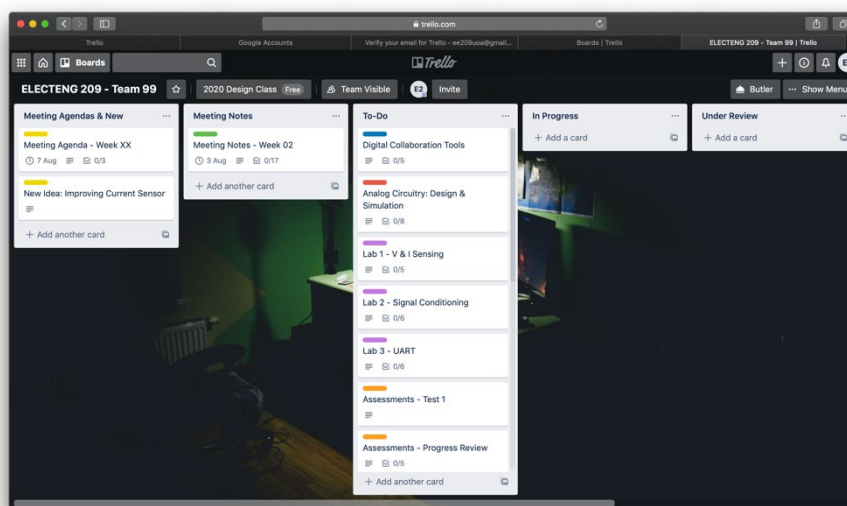 trello.com
Trello
Google Accounts
Verify your email for Trello - ee209uoa@gmail...
Boards | Trello
ELECTENG 209 - Team 99 | Trello
Boards
Trello
ELECTENG 209 - Team 99
2020 Design Class Free
Team Visible
E2
Invite
Butler
... Show Menu
Meeting Agendas & New
Meeting Agenda - Week XX
7 Aug 0/3
New Idea: Improving Current Sensor
+ Add another card
Meeting Notes
Meeting Notes - Week 02
3 Aug 0/17
+ Add another card
To-Do
Digital Collaboration Tools
0/5
Analog Circuitry: Design &
Simulation
0/8
Lab 1 - V & I Sensing
0/5
Lab 2 - Signal Conditioning
0/6
Lab 3 - UART
0/6
Assessments - Test 1
Assessments - Progress Review
0/5
+ Add another card
In Progress
+ Add a card
Under Review
+ Add a card